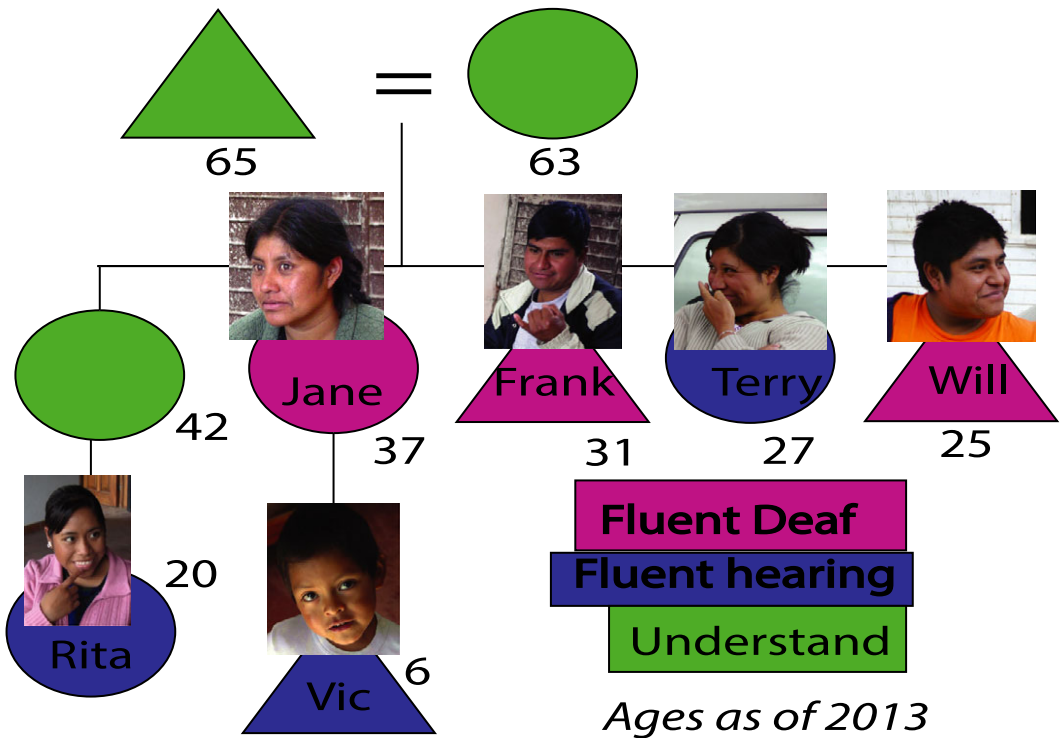 =
65
63
Jane
Frank
Terry
Will
42
37
31
27
25
Fluent Deaf
20
Fluent hearing
Rita
Vic
6
Understand
Ages as of 2013